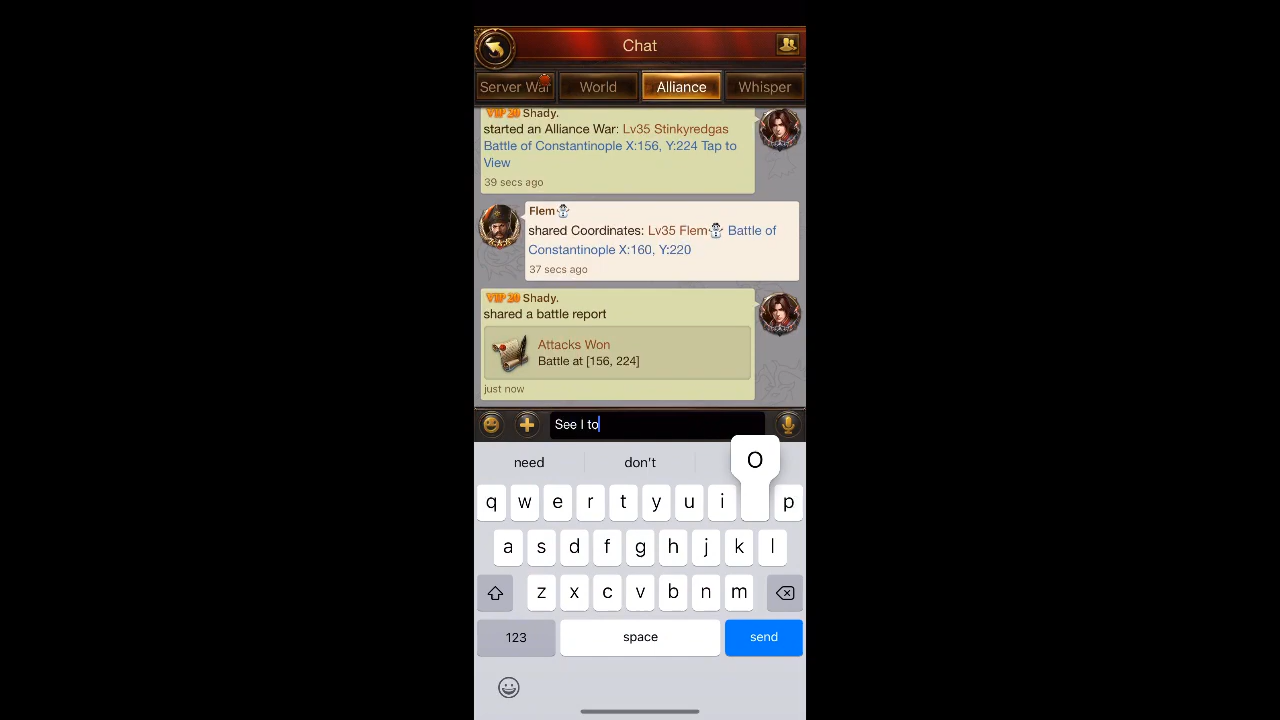 Chat
Server War
World
Alliance
Whisper
VIP 20 Shady.
started an Alliance War: Lv35 Stinkyredgas
Battle of Constantinople X:156, Y:224 Tap to
View
39 secs ago
Flem☃
shared Coordinates: Lv35 Flem☃ Battle of
Constantinople X:160, Y:220
37 secs ago
VIP 20 Shady.
shared a battle report
Attacks Won
Battle at [156, 224]
just now
See I to
need don't
O
q w e r t y u i p
a s d f g h j k l
z x c v b n m
123 space send